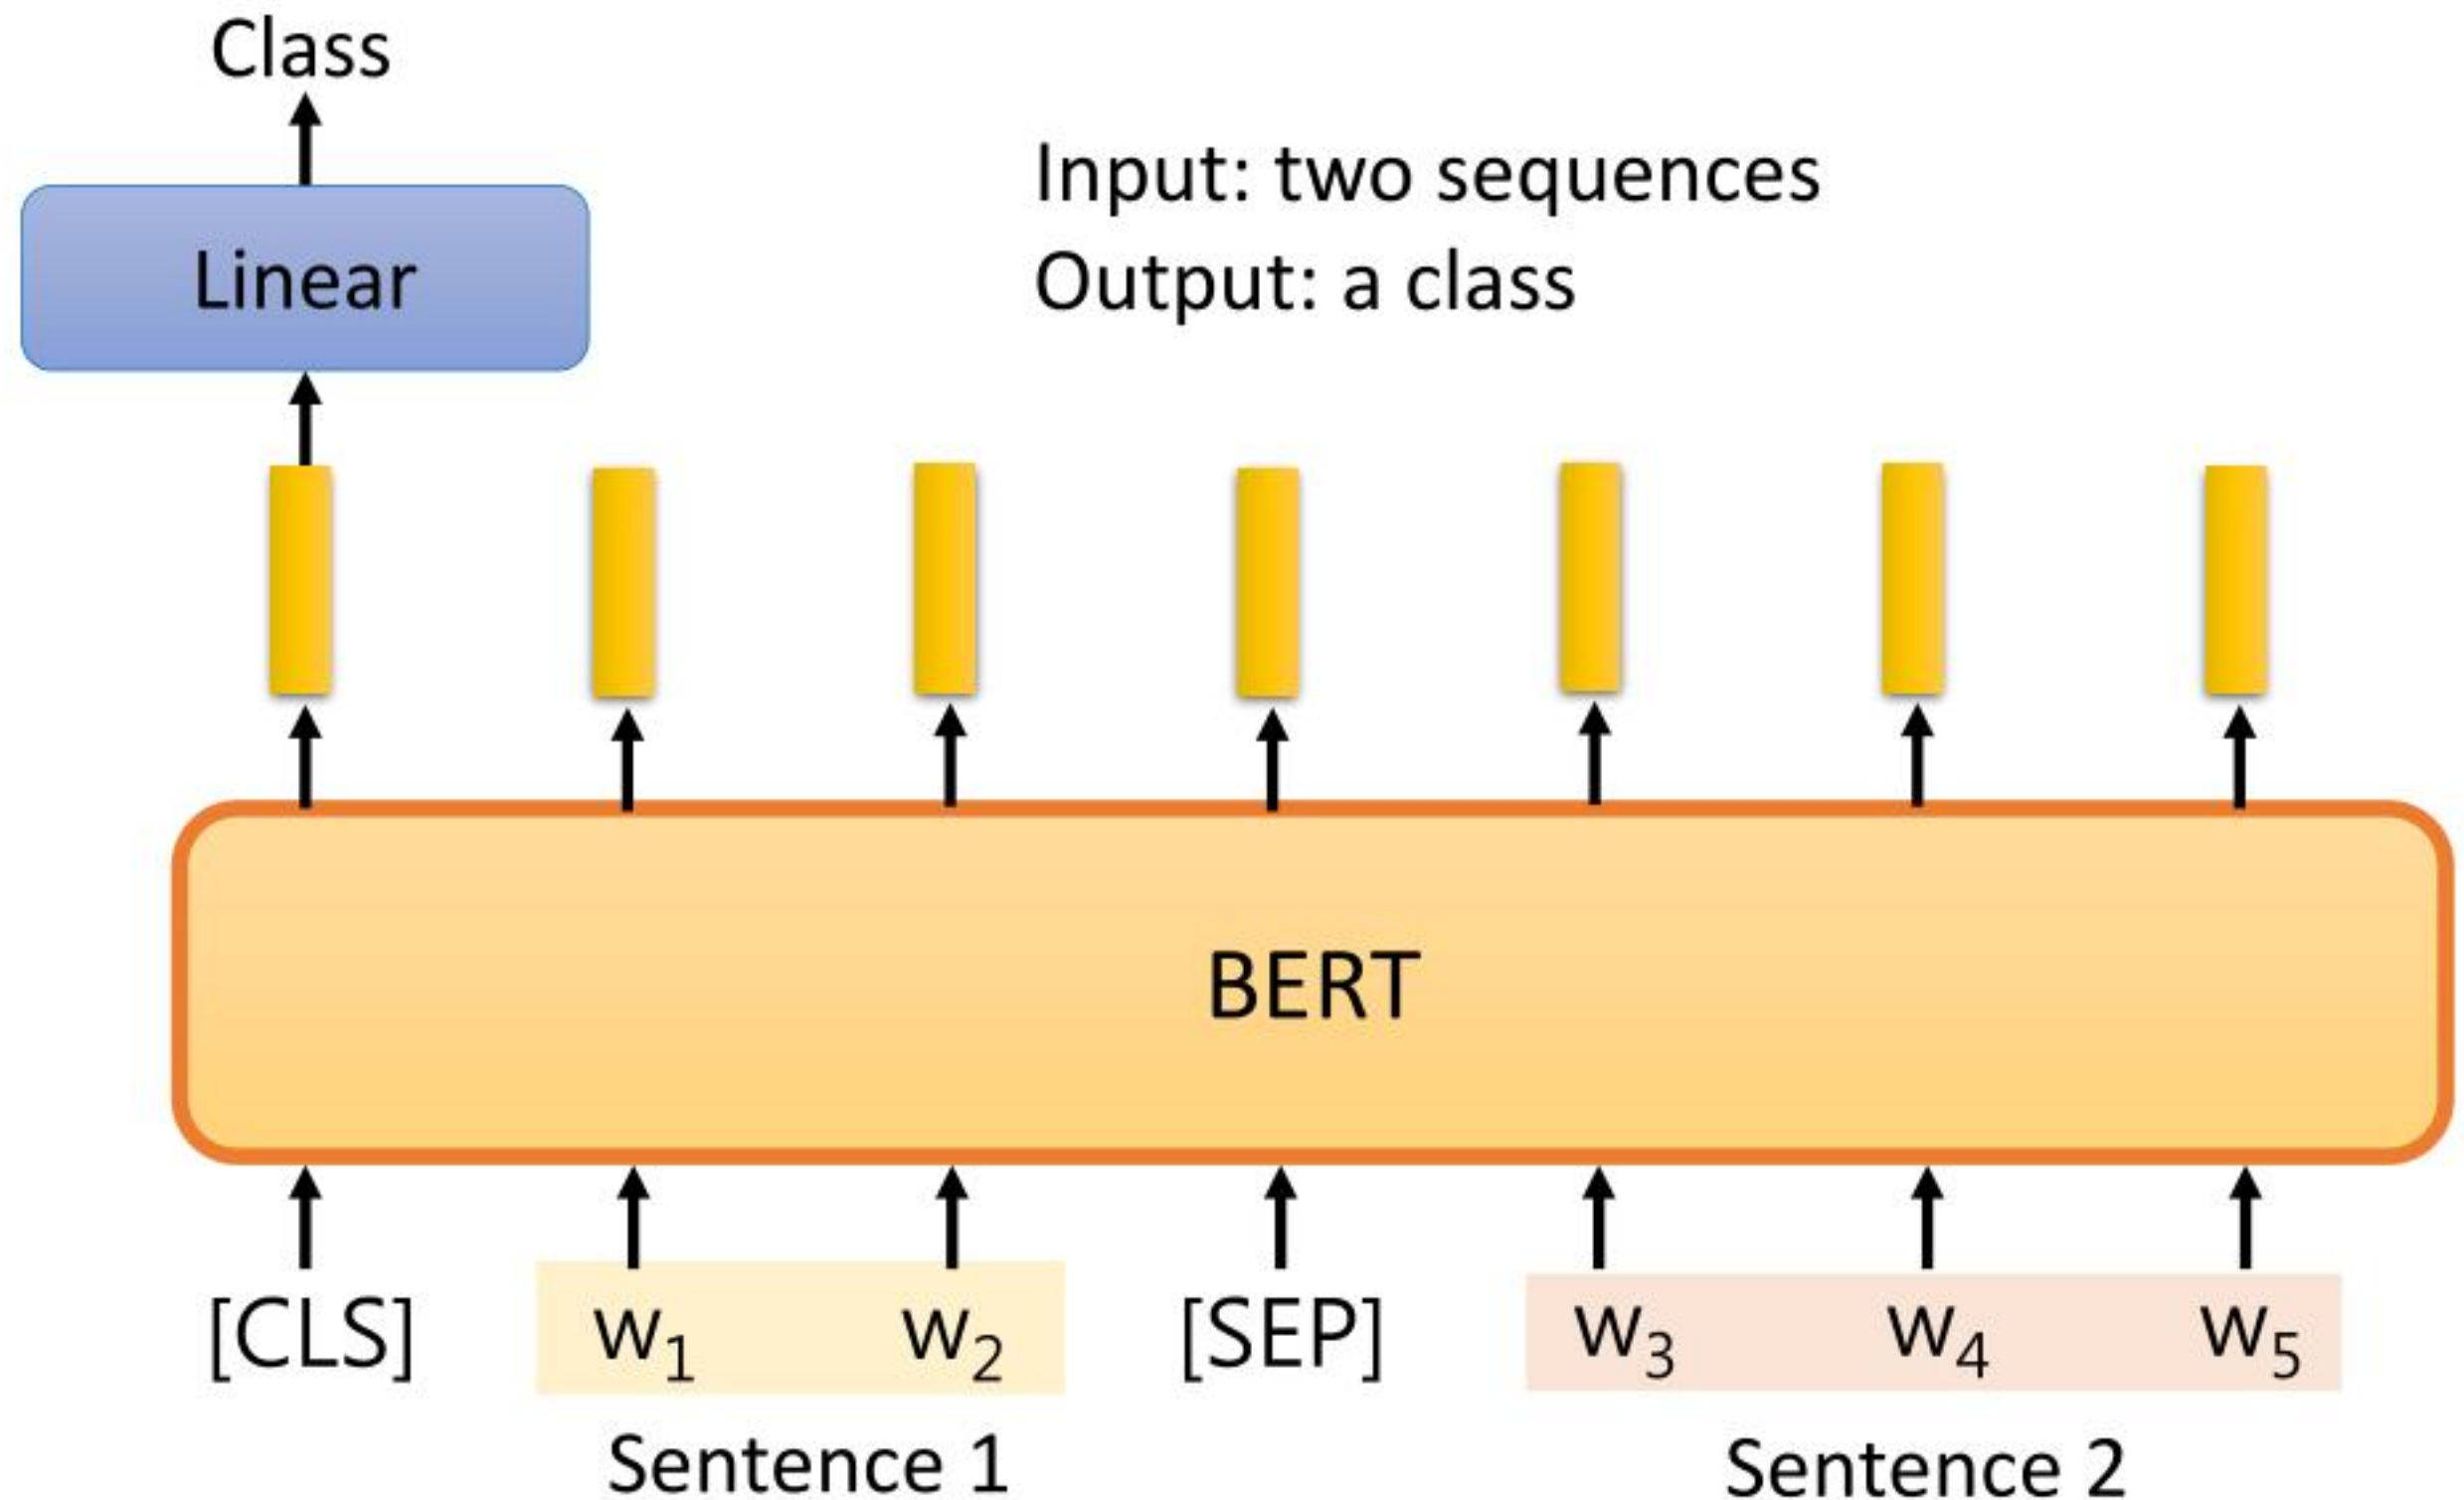 Class
Linear
Input: two sequences
Output: a class
BERT
[CLS] w₁ w₂ [SEP] w₃ w₄ w₅
Sentence 1 Sentence 2